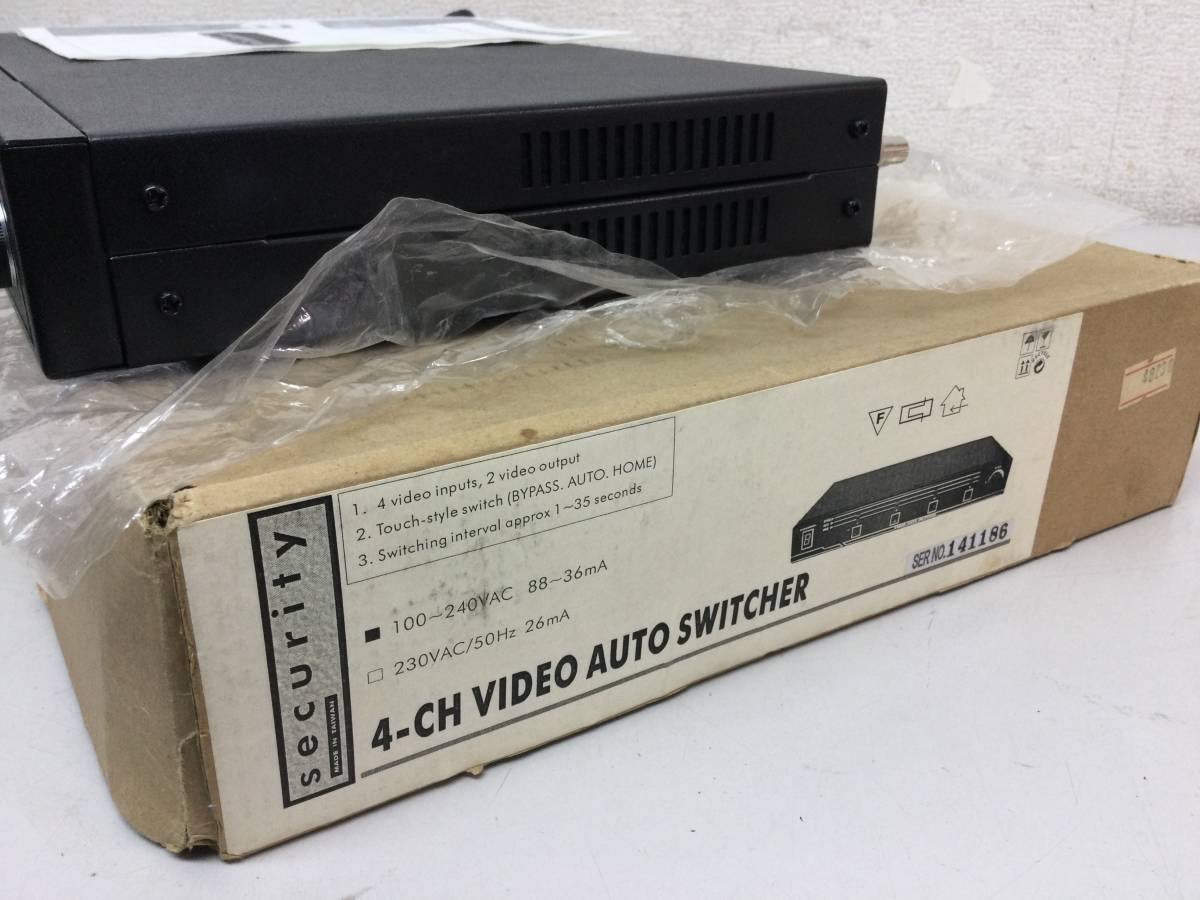 security
MADE IN TAIWAN
1. 4 video inputs, 2 video output
2. Touch-style switch (BYPASS. AUTO. HOME)
3. Switching interval approx 1~35 seconds
■ 100~240VAC 88~36mA
□ 230VAC/50Hz 26mA
4-CH VIDEO AUTO SWITCHER
F
SER NO. 141186